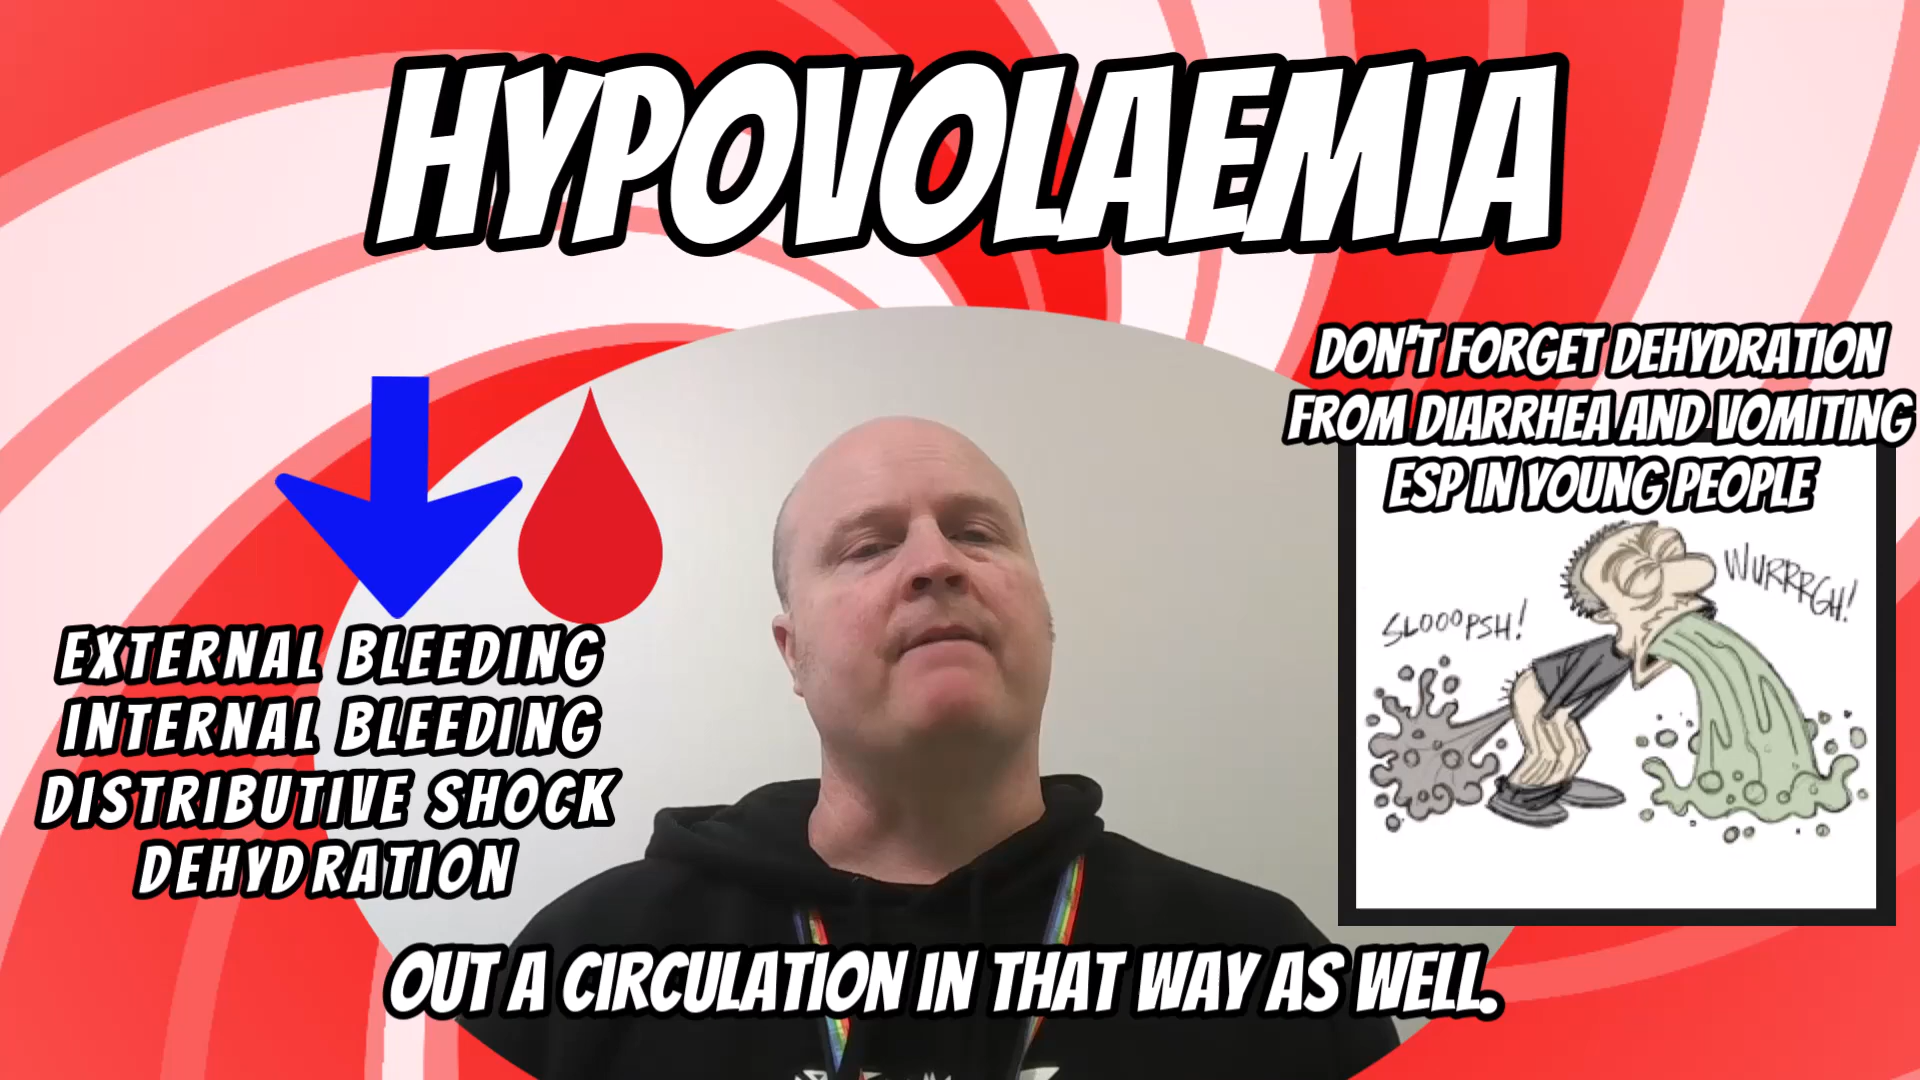 HYPOVOLAEMIA
DON'T FORGET DEHYDRATION
FROM DIARRHEA AND VOMITING
ESP IN YOUNG PEOPLE
SLOOOPSH!
WURRRGH!
EXTERNAL BLEEDING
INTERNAL BLEEDING
DISTRIBUTIVE SHOCK
DEHYDRATION
OUT A CIRCULATION IN THAT WAY AS WELL.